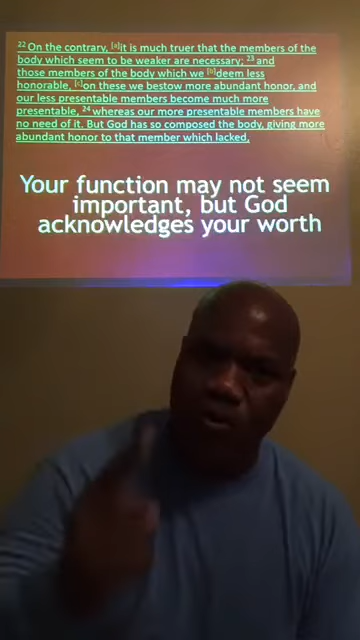 22 On the contrary, [a]it is much truer that the members of the
body which seem to be weaker are necessary; 23 and
those members of the body which we [b]deem less
honorable, [c]on these we bestow more abundant honor, and
our less presentable members become much more
presentable, 24 whereas our more presentable members have
no need of it. But God has so composed the body, giving more
abundant honor to that member which lacked,
Your function may not seem
important, but God
acknowledges your worth